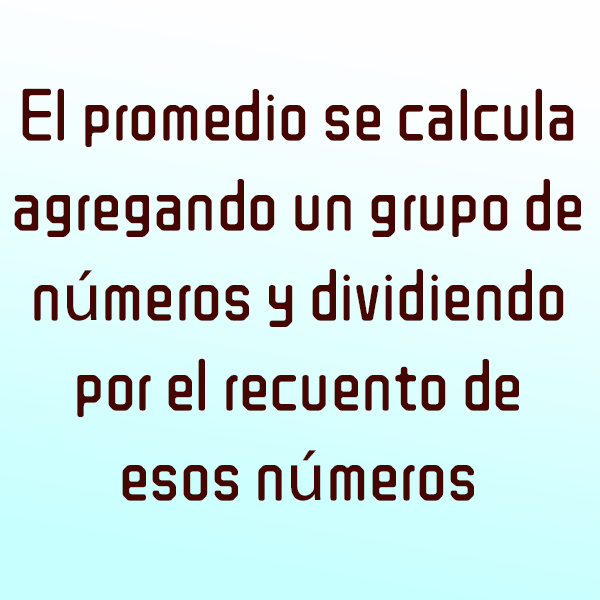 El promedio se calcula
agregando un grupo de
números y dividiendo
por el recuento de
esos números